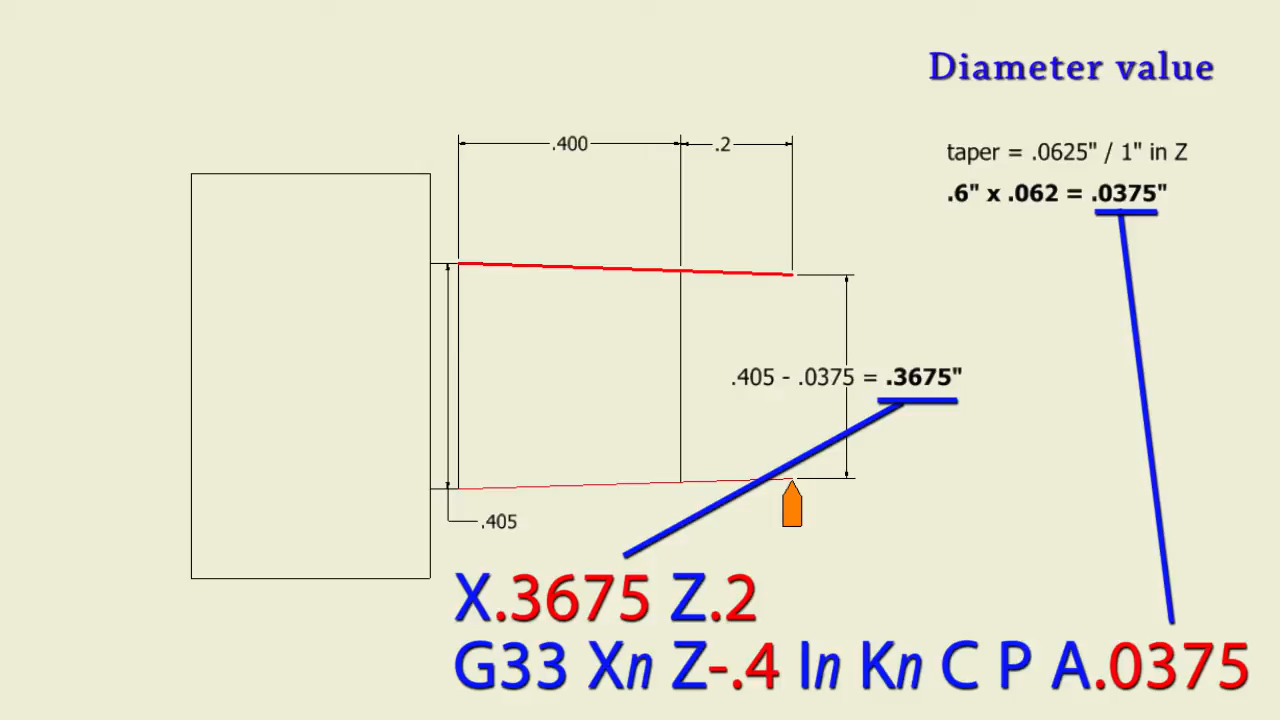 Diameter value
.400
.2
taper = .0625" / 1" in Z
.6" x .062 = .0375"
.405 - .0375 = .3675"
.405
X.3675 Z.2
G33 Xn Z-.4 In Kn C P A.0375